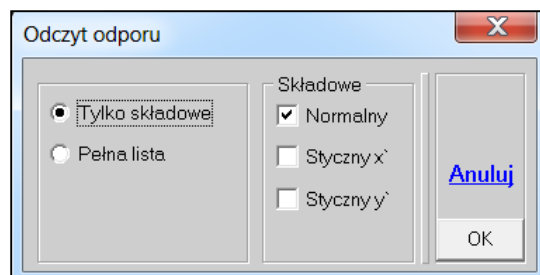 Odczyt odporu
Tylko składowe
Pełna lista
Składowe
Normalny
Styczny x`
Styczny y`
Anuluj
OK